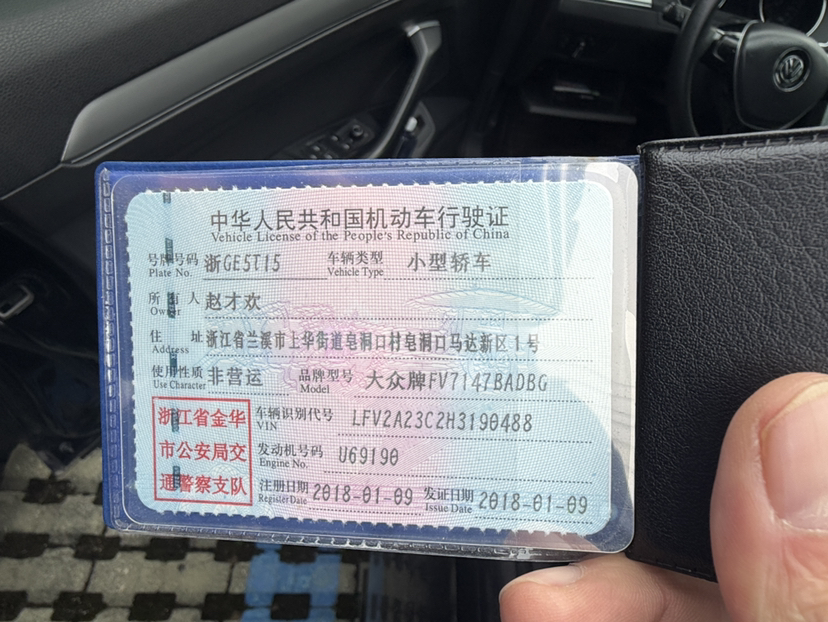 中华人民共和国机动车行驶证
Vehicle License of the People's Republic of China
号牌号码 浙GE5T15 车辆类型 小型轿车
Plate No. Vehicle Type
所有人 赵才欢
Owner
住址 浙江省兰溪市上华街道皂洞口村皂洞口马达新区1号
Address
使用性质 非营运 品牌型号 大众牌FV7147BADBG
Use Character Model
浙江省金华
市公安局交
通警察支队
车辆识别代号 LFV2A23C2H3190488
VIN
发动机号码 U69190
Engine No.
注册日期 2018-01-09 发证日期 2018-01-09
Register Date Issue Date